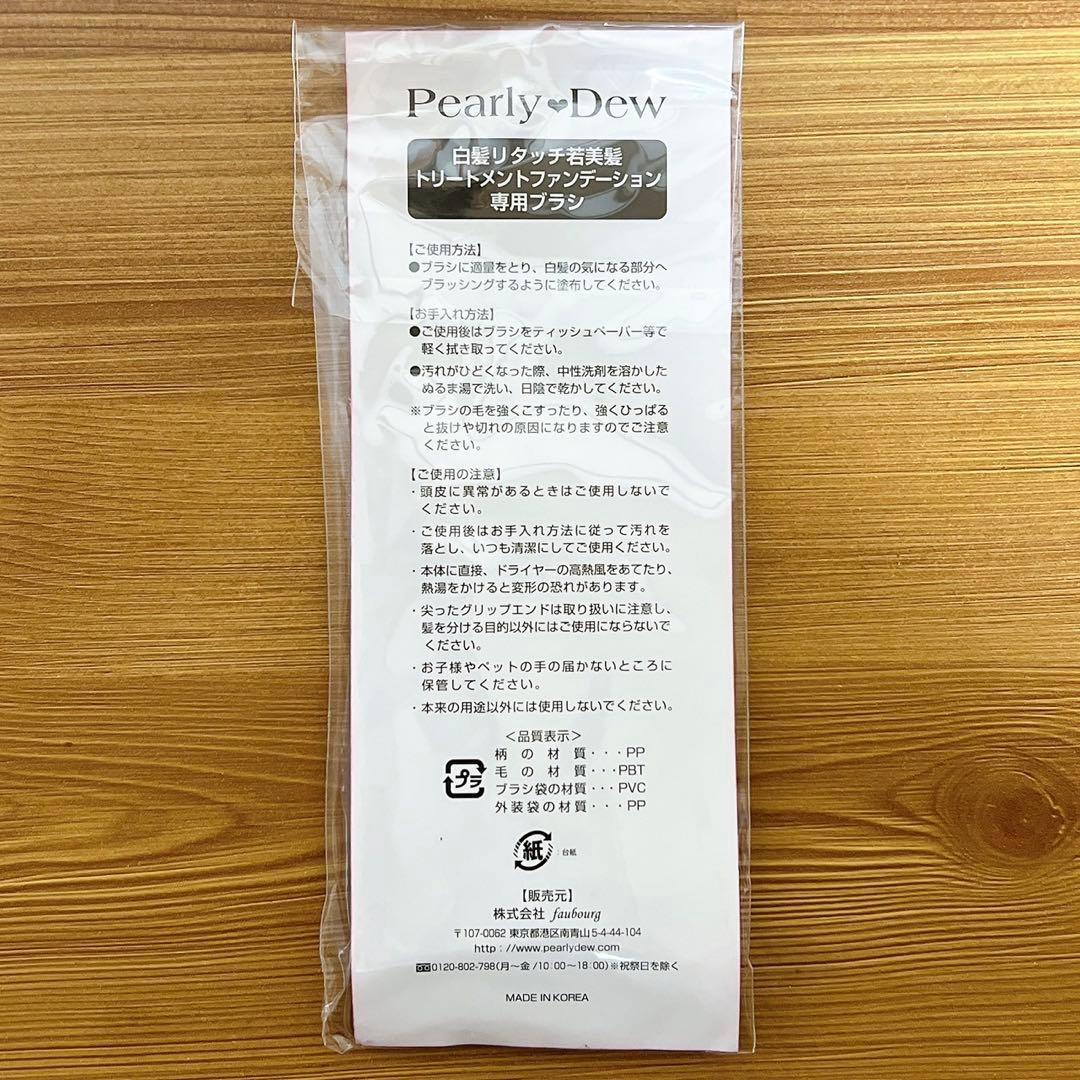 Pearly❤Dew
白髪リタッチ若美髪
トリートメントファンデーション
専用ブラシ
【ご使用方法】
●ブラシに適量をとり、白髪の気になる部分へ
ブラッシングするように塗布してください。
【お手入れ方法】
●ご使用後はブラシをティッシュペーパー等で
軽く拭き取ってください。
●汚れがひどくなった際、中性洗剤を溶かした
ぬるま湯で洗い、日陰で乾かしてください。
※ブラシの毛を強くこすったり、強くひっぱる
と抜けや切れの原因になりますのでご注意
ください。
【ご使用の注意】
・頭皮に異常があるときはご使用しないで
ください。
・ご使用後はお手入れ方法に従って汚れを
落とし、いつも清潔にしてご使用ください。
・本体に直接、ドライヤーの高熱風をあてたり、
熱湯をかけると変形の恐れがあります。
・尖ったグリップエンドは取り扱いに注意し、
髪を分ける目的以外にはご使用にならないで
ください。
・お子様やペットの手の届かないところに
保管してください。
・本来の用途以外には使用しないでください。
＜品質表示＞
柄の材質・・・PP
プラ 毛の材質・・・PBT
ブラシ袋の材質・・・PVC
外装袋の材質・・・PP
紙：台紙
【販売元】
株式会社 faubourg
〒107-0062 東京都港区南青山5-4-44-104
http://www.pearlydew.com
0120-802-798(月～金/10:00～18:00)※祝祭日を除く
MADE IN KOREA